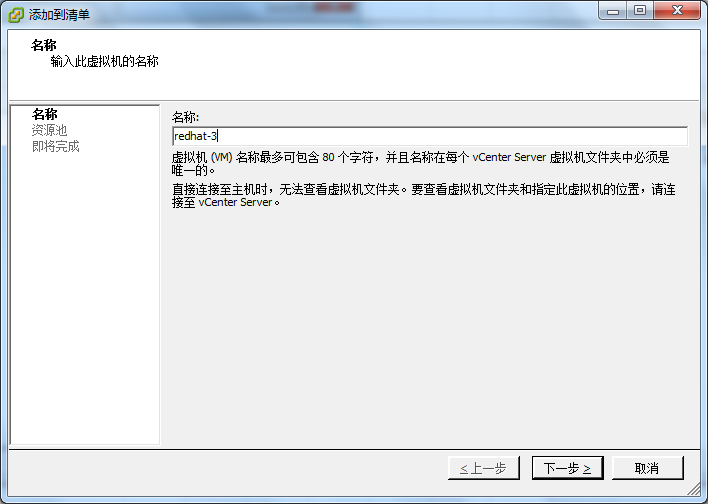 添加到清单
名称
输入此虚拟机的名称
名称
资源池
即将完成
名称:
redhat-3
虚拟机 (VM) 名称最多可包含 80 个字符，并且名称在每个 vCenter Server 虚拟机文件夹中必须是
唯一的。
直接连接至主机时，无法查看虚拟机文件夹。要查看虚拟机文件夹和指定此虚拟机的位置，请连
接至 vCenter Server。
≤上一步
下一步 ≥
取消